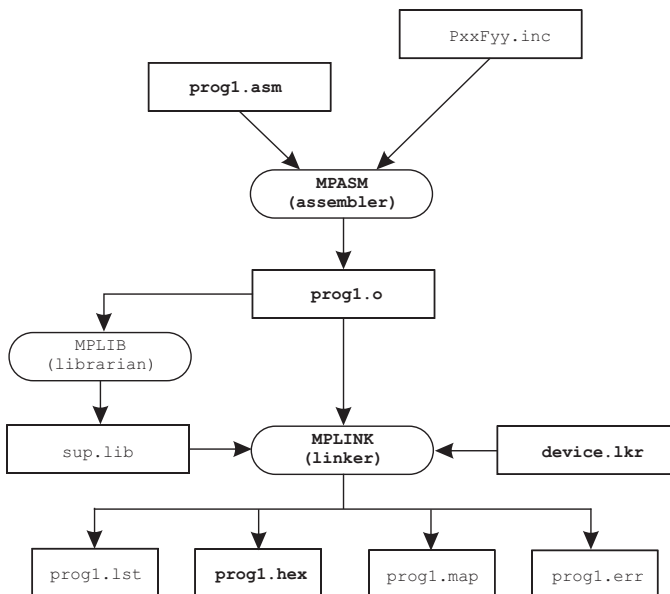 PxxFyy.inc
prog1.asm
MPASM
(assembler)
prog1.o
MPLIB
(librarian)
sup.lib
MPLINK
(linker)
device.lkr
prog1.lst
prog1.hex
prog1.map
prog1.err